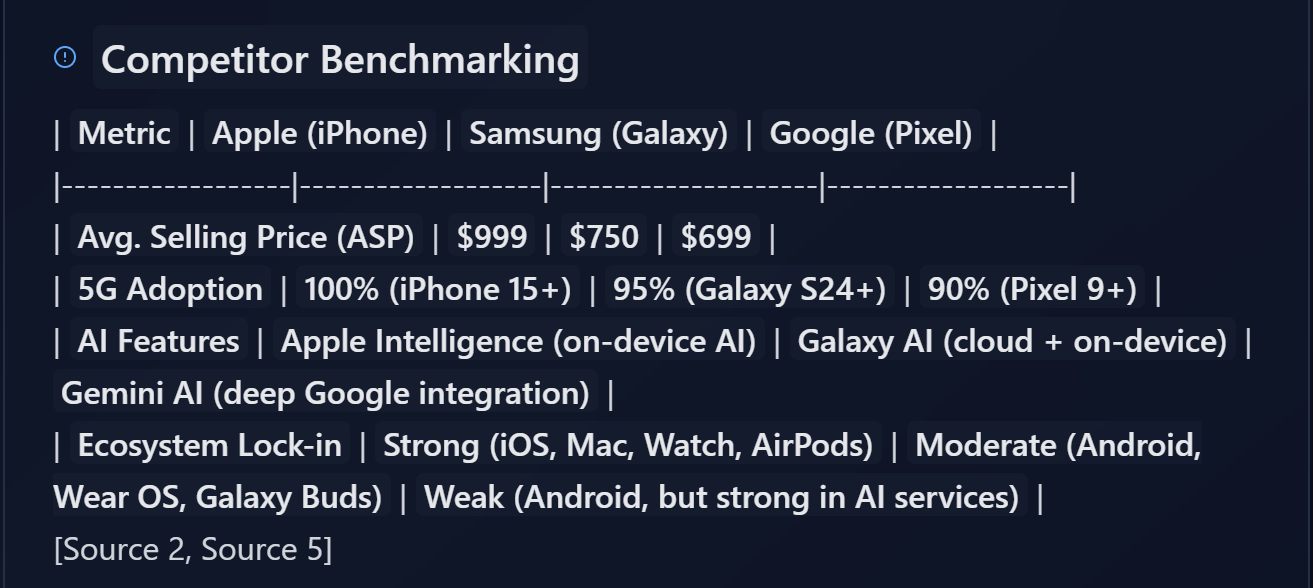 Competitor Benchmarking
| Metric | Apple (iPhone) | Samsung (Galaxy) | Google (Pixel) |
|------------------|-------------------|---------------------|-------------------|
| Avg. Selling Price (ASP) | $999 | $750 | $699 |
| 5G Adoption | 100% (iPhone 15+) | 95% (Galaxy S24+) | 90% (Pixel 9+) |
| AI Features | Apple Intelligence (on-device AI) | Galaxy AI (cloud + on-device) |
Gemini AI (deep Google integration) |
| Ecosystem Lock-in | Strong (iOS, Mac, Watch, AirPods) | Moderate (Android,
Wear OS, Galaxy Buds) | Weak (Android, but strong in AI services) |
[Source 2, Source 5]